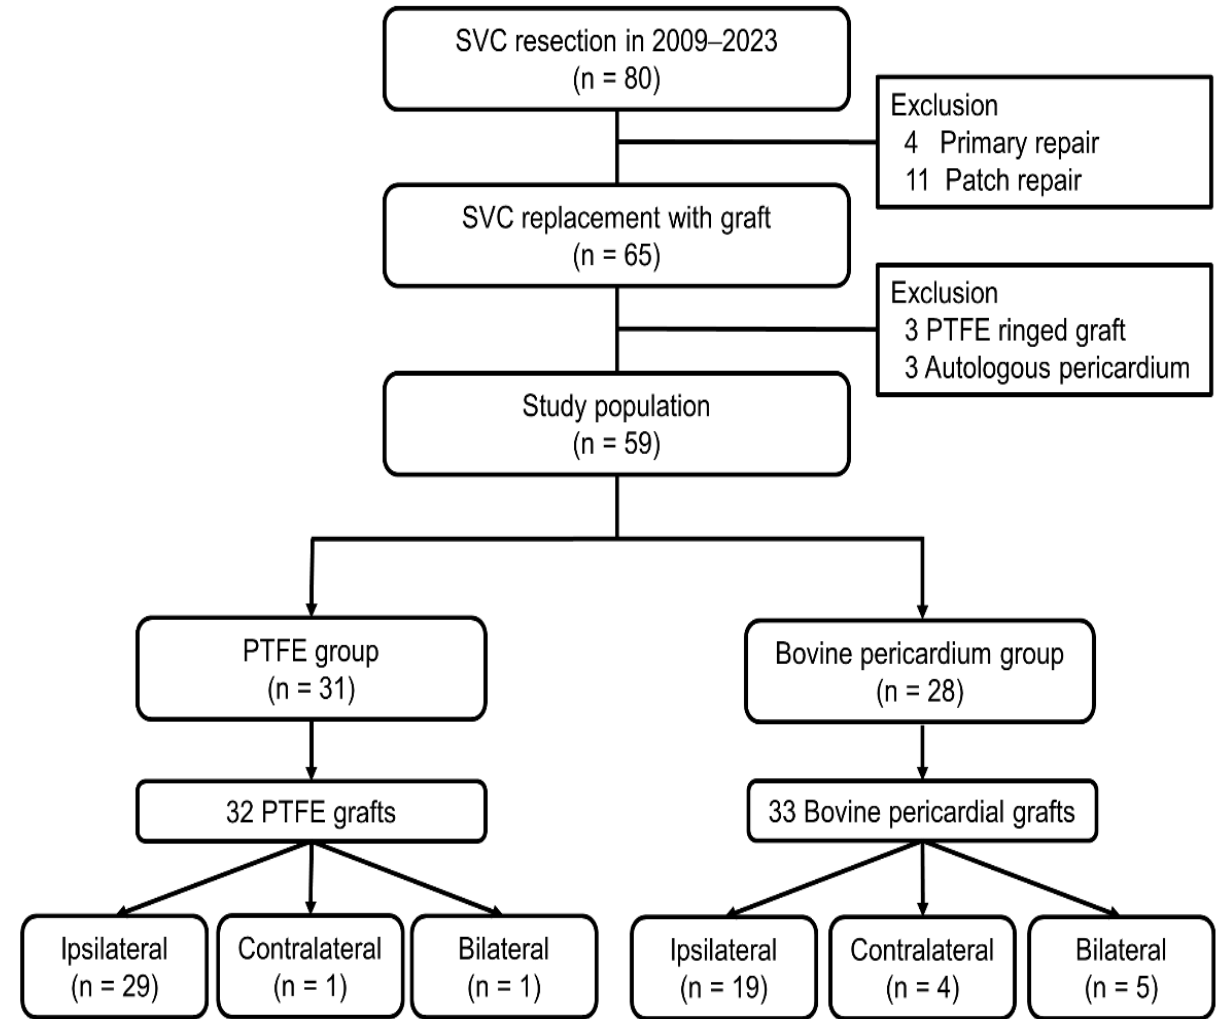 SVC resection in 2009–2023
(n = 80)
Exclusion
4 Primary repair
11 Patch repair
SVC replacement with graft
(n = 65)
Exclusion
3 PTFE ringed graft
3 Autologous pericardium
Study population
(n = 59)
PTFE group
(n = 31)
Bovine pericardium group
(n = 28)
32 PTFE grafts
33 Bovine pericardial grafts
Ipsilateral
(n = 29)
Contralateral
(n = 1)
Bilateral
(n = 1)
Ipsilateral
(n = 19)
Contralateral
(n = 4)
Bilateral
(n = 5)